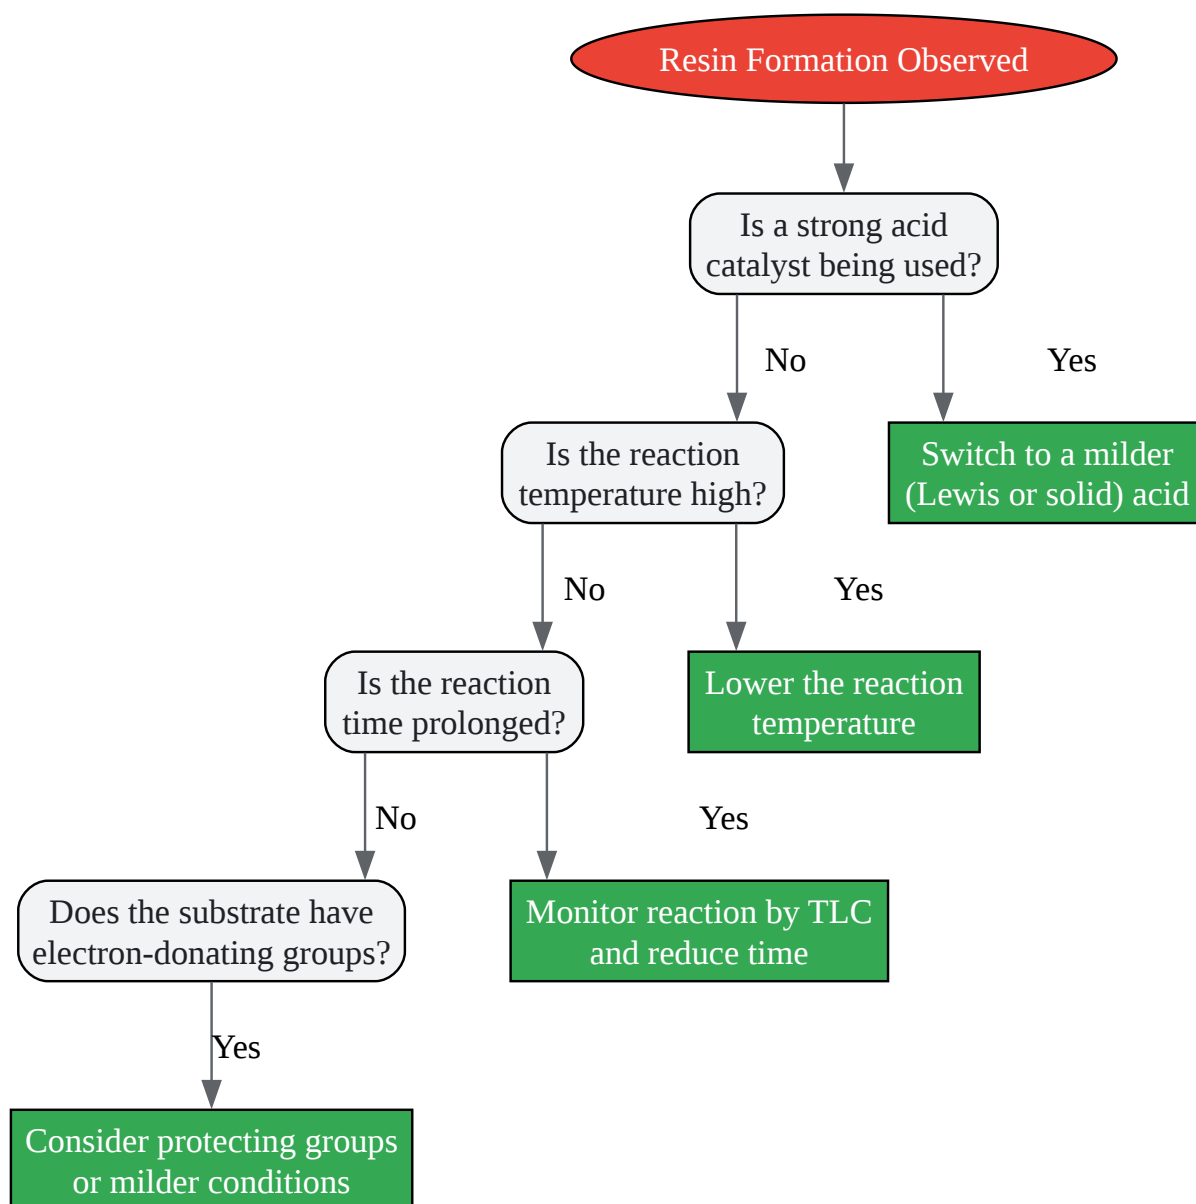 Resin Formation Observed
Is a strong acid
catalyst being used?
No
Yes
Is the reaction
temperature high?
Switch to a milder
(Lewis or solid) acid
No
Yes
Is the reaction
time prolonged?
Lower the reaction
temperature
No
Yes
Does the substrate have
electron-donating groups?
Monitor reaction by TLC
and reduce time
Yes
Consider protecting groups
or milder conditions